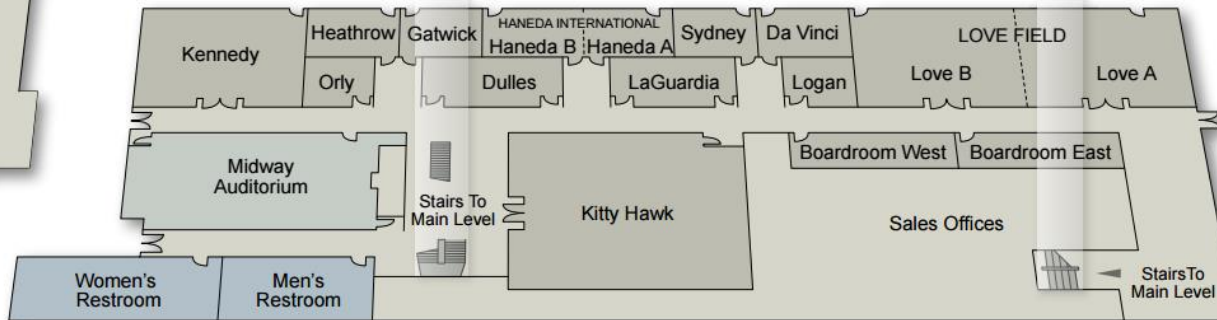 Kennedy
Heathrow
Gatwick
HANEDA INTERNATIONAL
Haneda B
Haneda A
Sydney
Da Vinci
LOVE FIELD
Love B
Love A
Orly
Dulles
LaGuardia
Logan
Midway
Auditorium
Stairs To
Main Level
Kitty Hawk
Boardroom West
Boardroom East
Sales Offices
Women's
Restroom
Men's
Restroom
StairsTo
Main Level